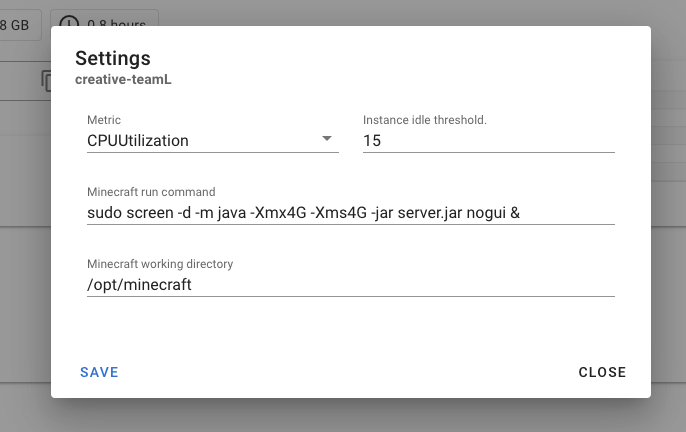 8 GB
0.8 hours
Settings
creative-teamL
Metric
CPUUtilization
Instance idle threshold.
15
Minecraft run command
sudo screen -d -m java -Xmx4G -Xms4G -jar server.jar nogui &
Minecraft working directory
/opt/minecraft
SAVE
CLOSE